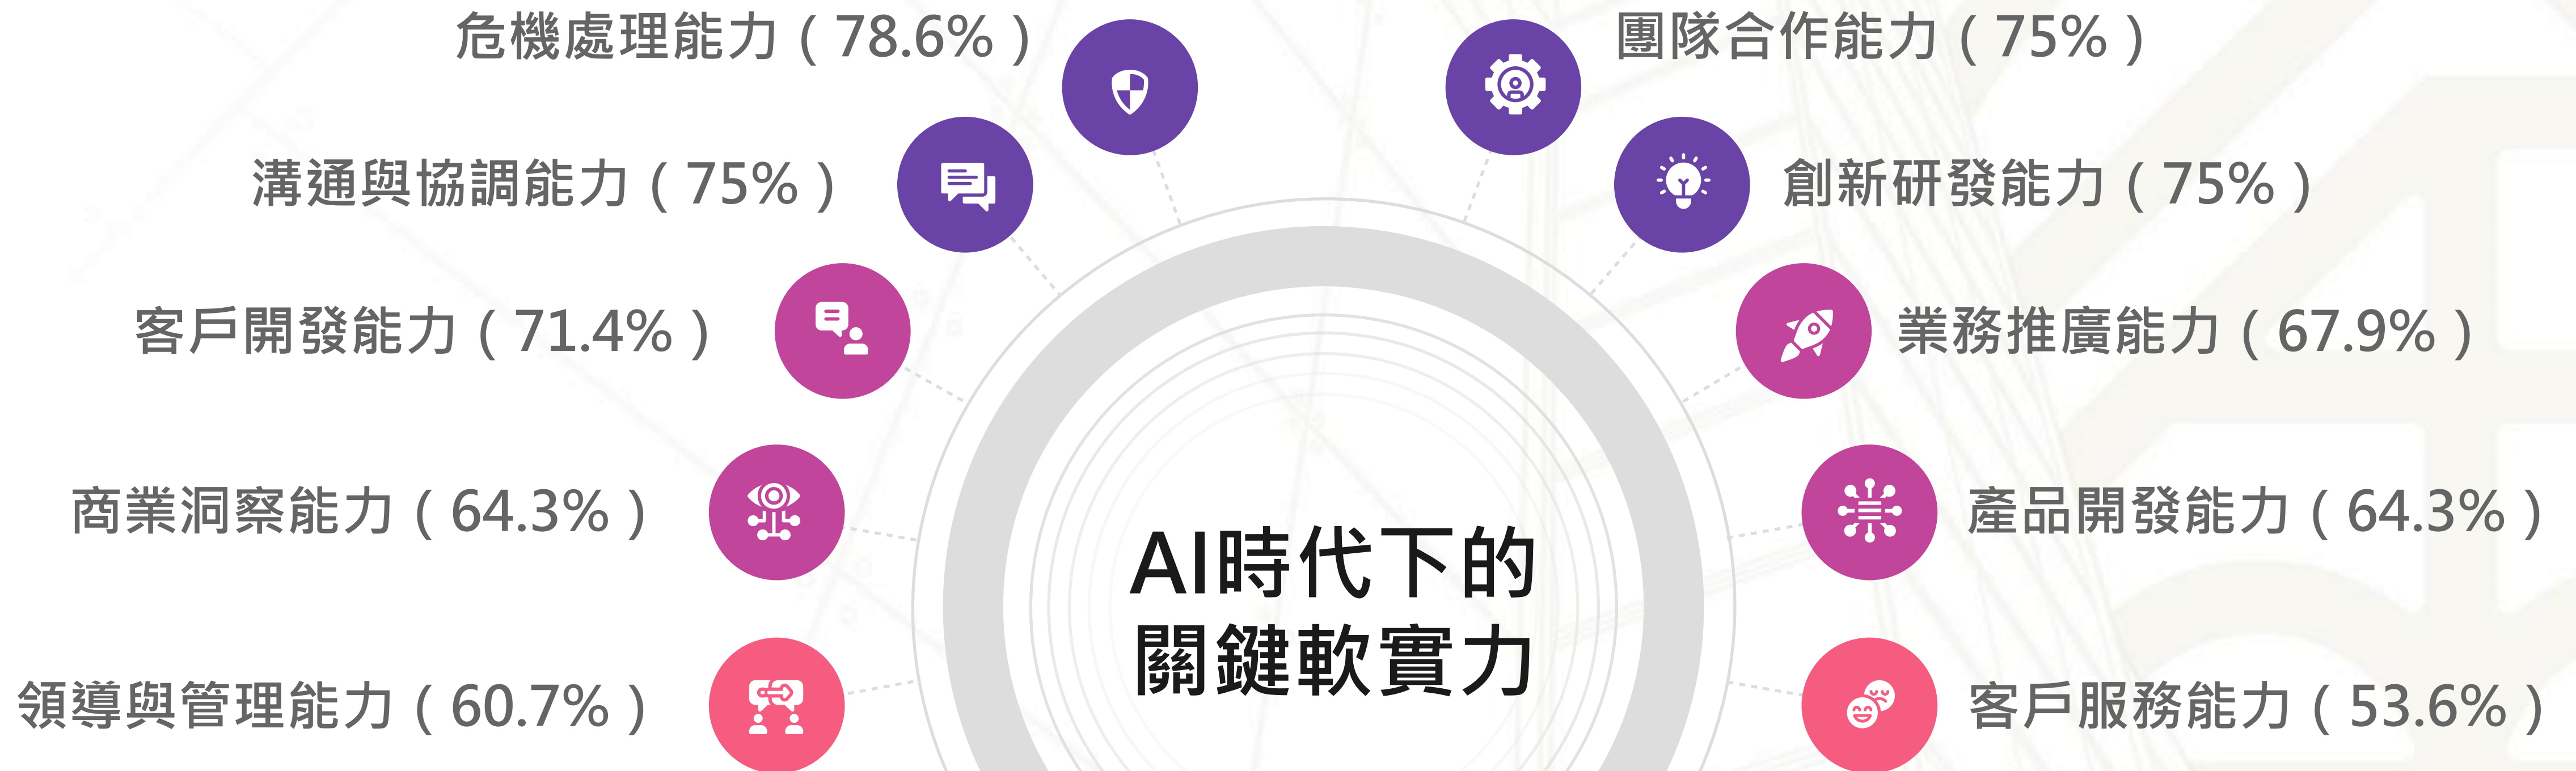 危機處理能力（78.6%）
團隊合作能力（75%）
溝通與協調能力（75%）
創新研發能力（75%）
客戶開發能力（71.4%）
業務推廣能力（67.9%）
商業洞察能力（64.3%）
產品開發能力（64.3%）
AI時代下的
關鍵軟實力
領導與管理能力（60.7%）
客戶服務能力（53.6%）